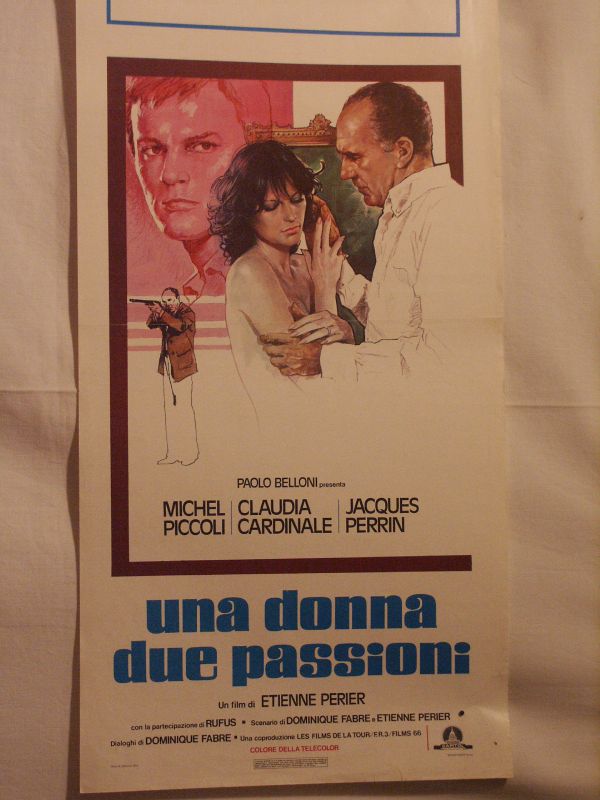 PAOLO BELLONI presenta
MICHEL PICCOLI
CLAUDIA CARDINALE
JACQUES PERRIN
una donna
due passioni
Un film di ETIENNE PERIER
con la partecipazione di RUFUS • Scenario di DOMINIQUE FABRE e ETIENNE PERIER
Dialoghi di DOMINIQUE FABRE • Una coproduzione LES FILMS DE LA TOUR/F.R.3/FILMS 66
COLORE DELLA TELECOLOR
CAPITOL